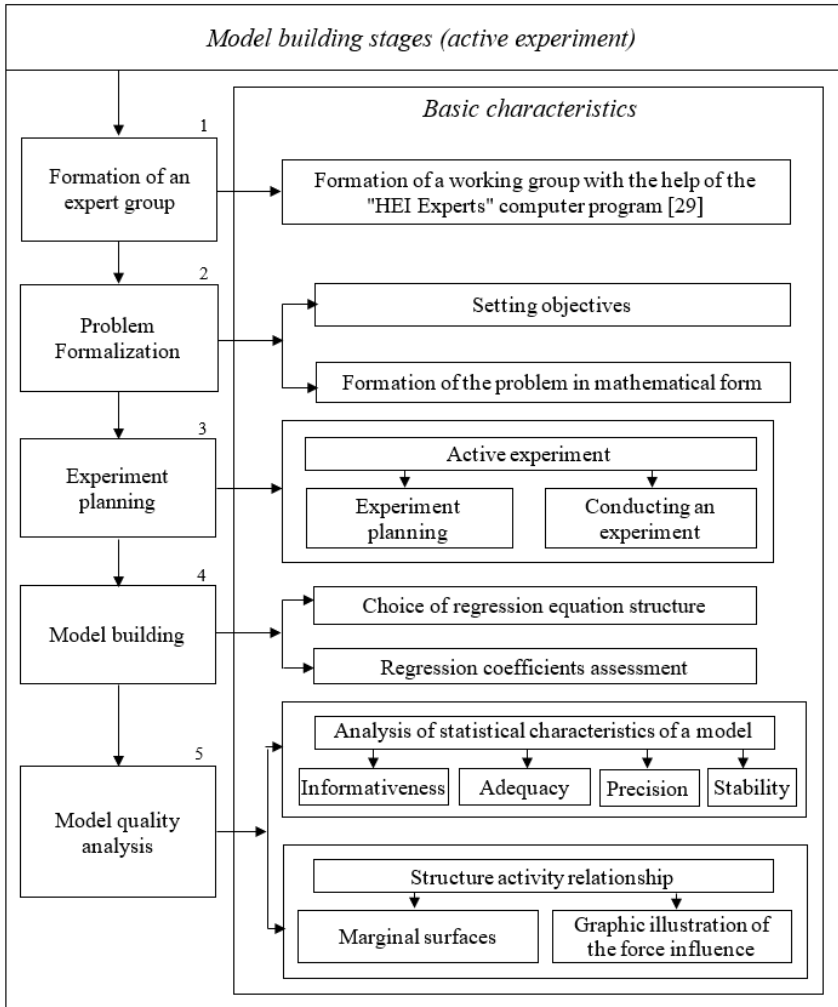 Model building stages (active experiment)
Basic characteristics
1
Formation of an
expert group
Formation of a working group with the help of the
"HEI Experts" computer program [29]
2
Problem
Formalization
Setting objectives
Formation of the problem in mathematical form
3
Experiment
planning
Active experiment
Experiment
planning
Conducting an
experiment
4
Model building
Choice of regression equation structure
Regression coefficients assessment
5
Model quality
analysis
Analysis of statistical characteristics of a model
Informativeness
Adequacy
Precision
Stability
Structure activity relationship
Marginal surfaces
Graphic illustration of
the force influence